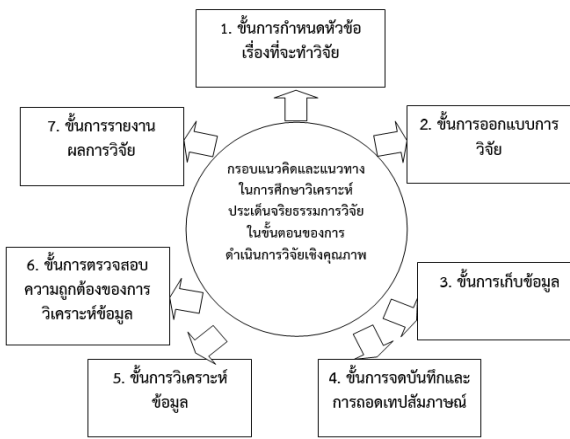 1. ขั้นการกำหนดหัวข้อ
เรื่องที่จะทำวิจัย
2. ขั้นการออกแบบการ
วิจัย
3. ขั้นการเก็บข้อมูล
4. ขั้นการจดบันทึกและ
การถอดเทปสัมภาษณ์
5. ขั้นการวิเคราะห์
ข้อมูล
6. ขั้นการตรวจสอบ
ความถูกต้องของการ
วิเคราะห์ข้อมูล
7. ขั้นการรายงาน
ผลการวิจัย
กรอบแนวคิดและแนวทาง
ในการศึกษาวิเคราะห์
ประเด็นจริยธรรมการวิจัย
ในขั้นตอนของการ
ดำเนินการวิจัยเชิงคุณภาพ